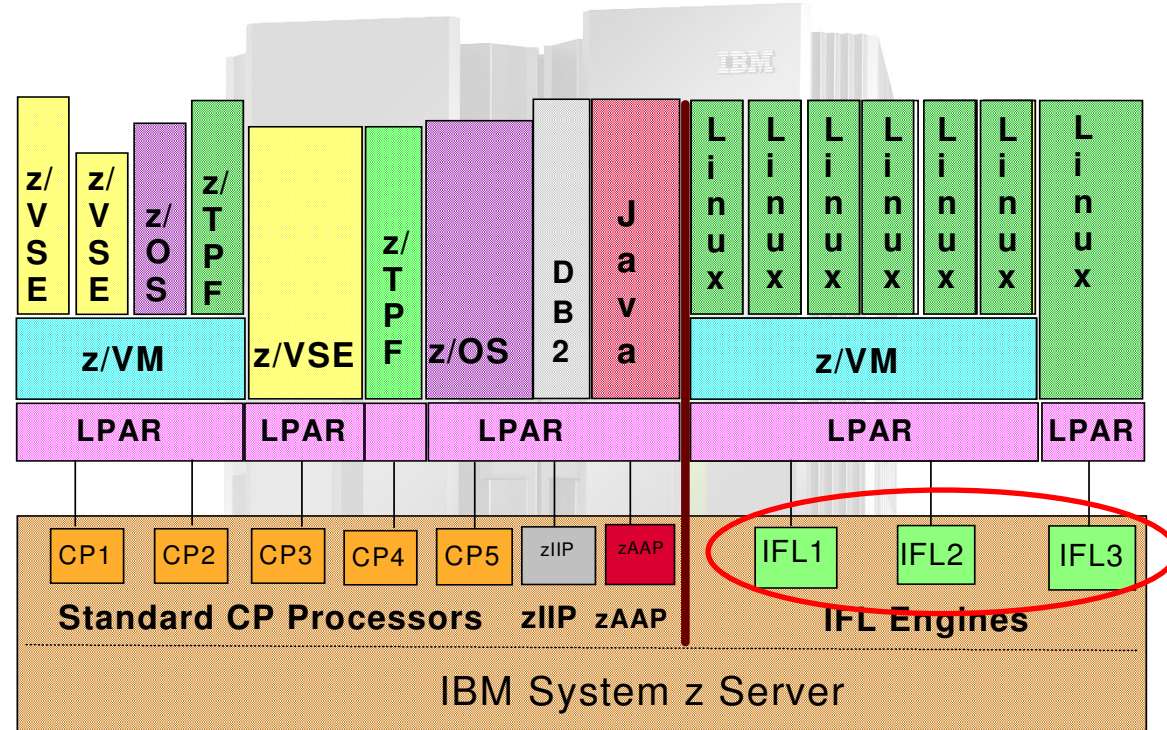 IBM
z/VSE
z/VSE
z/OS
z/TPF
z/VM
z/VSE
z/TPF
z/OS
DB2
Java
Linux
Linux
Linux
Linux
Linux
Linux
z/VM
Linux
LPAR
LPAR
LPAR
LPAR
LPAR
CP1
CP2
CP3
CP4
CP5
zIIP
zAAP
IFL1
IFL2
IFL3
Standard CP Processors
zIIP
zAAP
IFL Engines
IBM System z Server